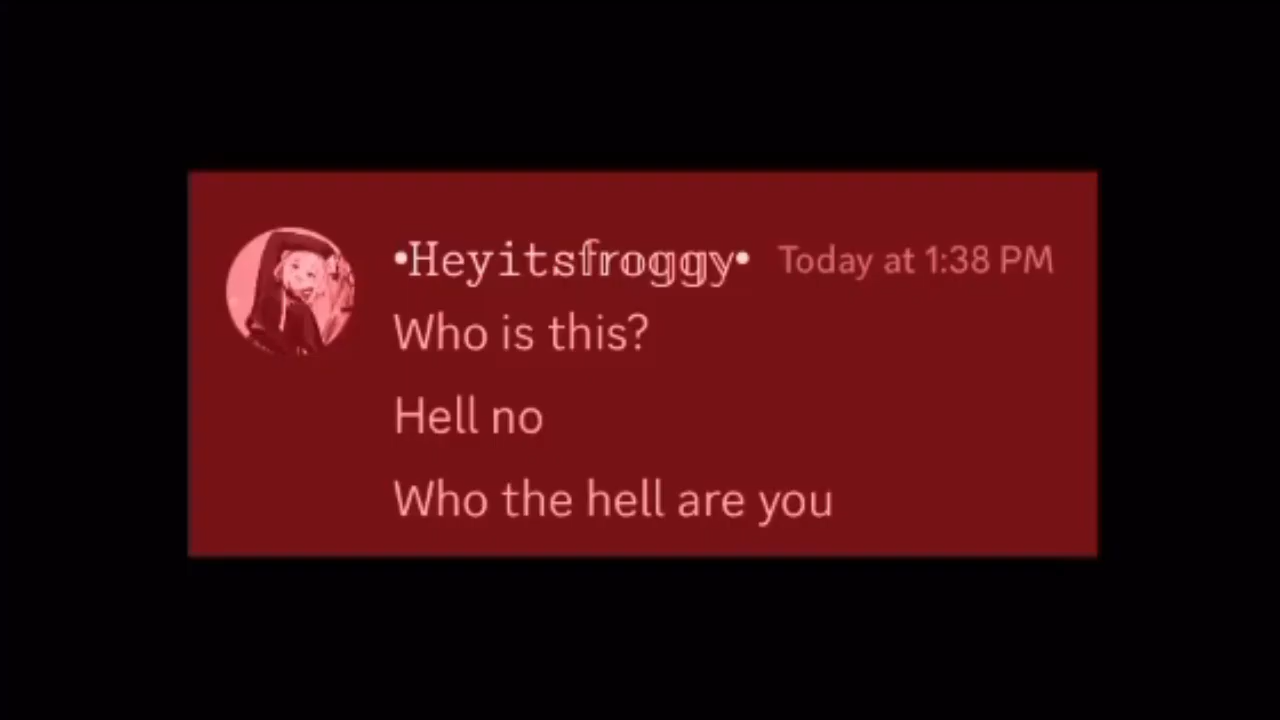 •𝙷𝚎𝚢𝚒𝚝𝚜𝕗𝕣𝕠𝕘𝕘𝕪• Today at 1:38 PM
Who is this?
Hell no
Who the hell are you